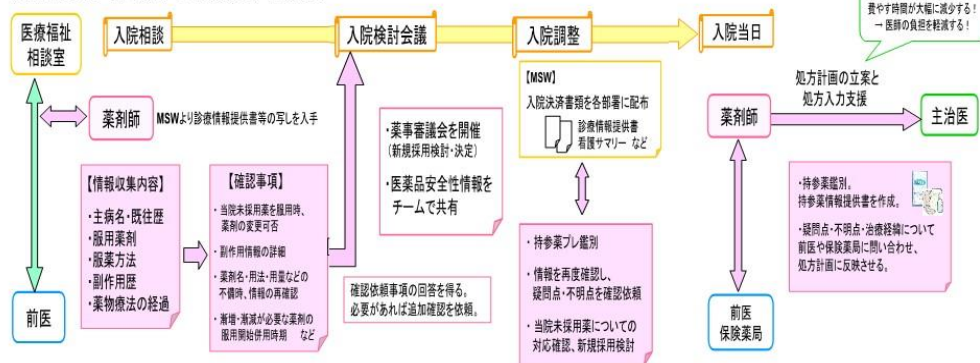 費やす時間が大幅に減少する！
→ 医師の負担を軽減する！
医療福祉
相談室
入院相談
入院検討会議
入院調整
入院当日
薬剤師
MSWより診療情報提供書等の写しを入手
前医
【情報収集内容】
・主病名・既往歴
・服用薬剤
・服薬方法
・副作用歴
・薬物療法の経過
【確認事項】
・当院未採用薬を服用時、
薬剤の変更可否
・副作用情報の詳細
・薬剤名・用法・用量などの
不備時、情報の再確認
・漸増・漸減が必要な薬剤の
服用開始併用時期 など
・薬事審議会を開催
（新規採用検討・決定）
・医薬品安全性情報を
チームで共有
確認依頼事項の回答を得る。
必要があれば追加確認を依頼。
【MSW】
入院決済書類を各部署に配布
診療情報提供書
看護サマリー など
・持参薬プレ鑑別
・情報を再度確認し、
疑問点・不明点を確認依頼
・当院未採用薬についての
対応確認、新規採用検討
薬剤師
処方計画の立案と
処方入力支援
主治医
・持参薬鑑別。
持参薬情報提供書を作成。
・疑問点・不明点・治療経緯について
前医や保険薬局に問い合わせ、
処方計画に反映させる。
前医
保険薬局